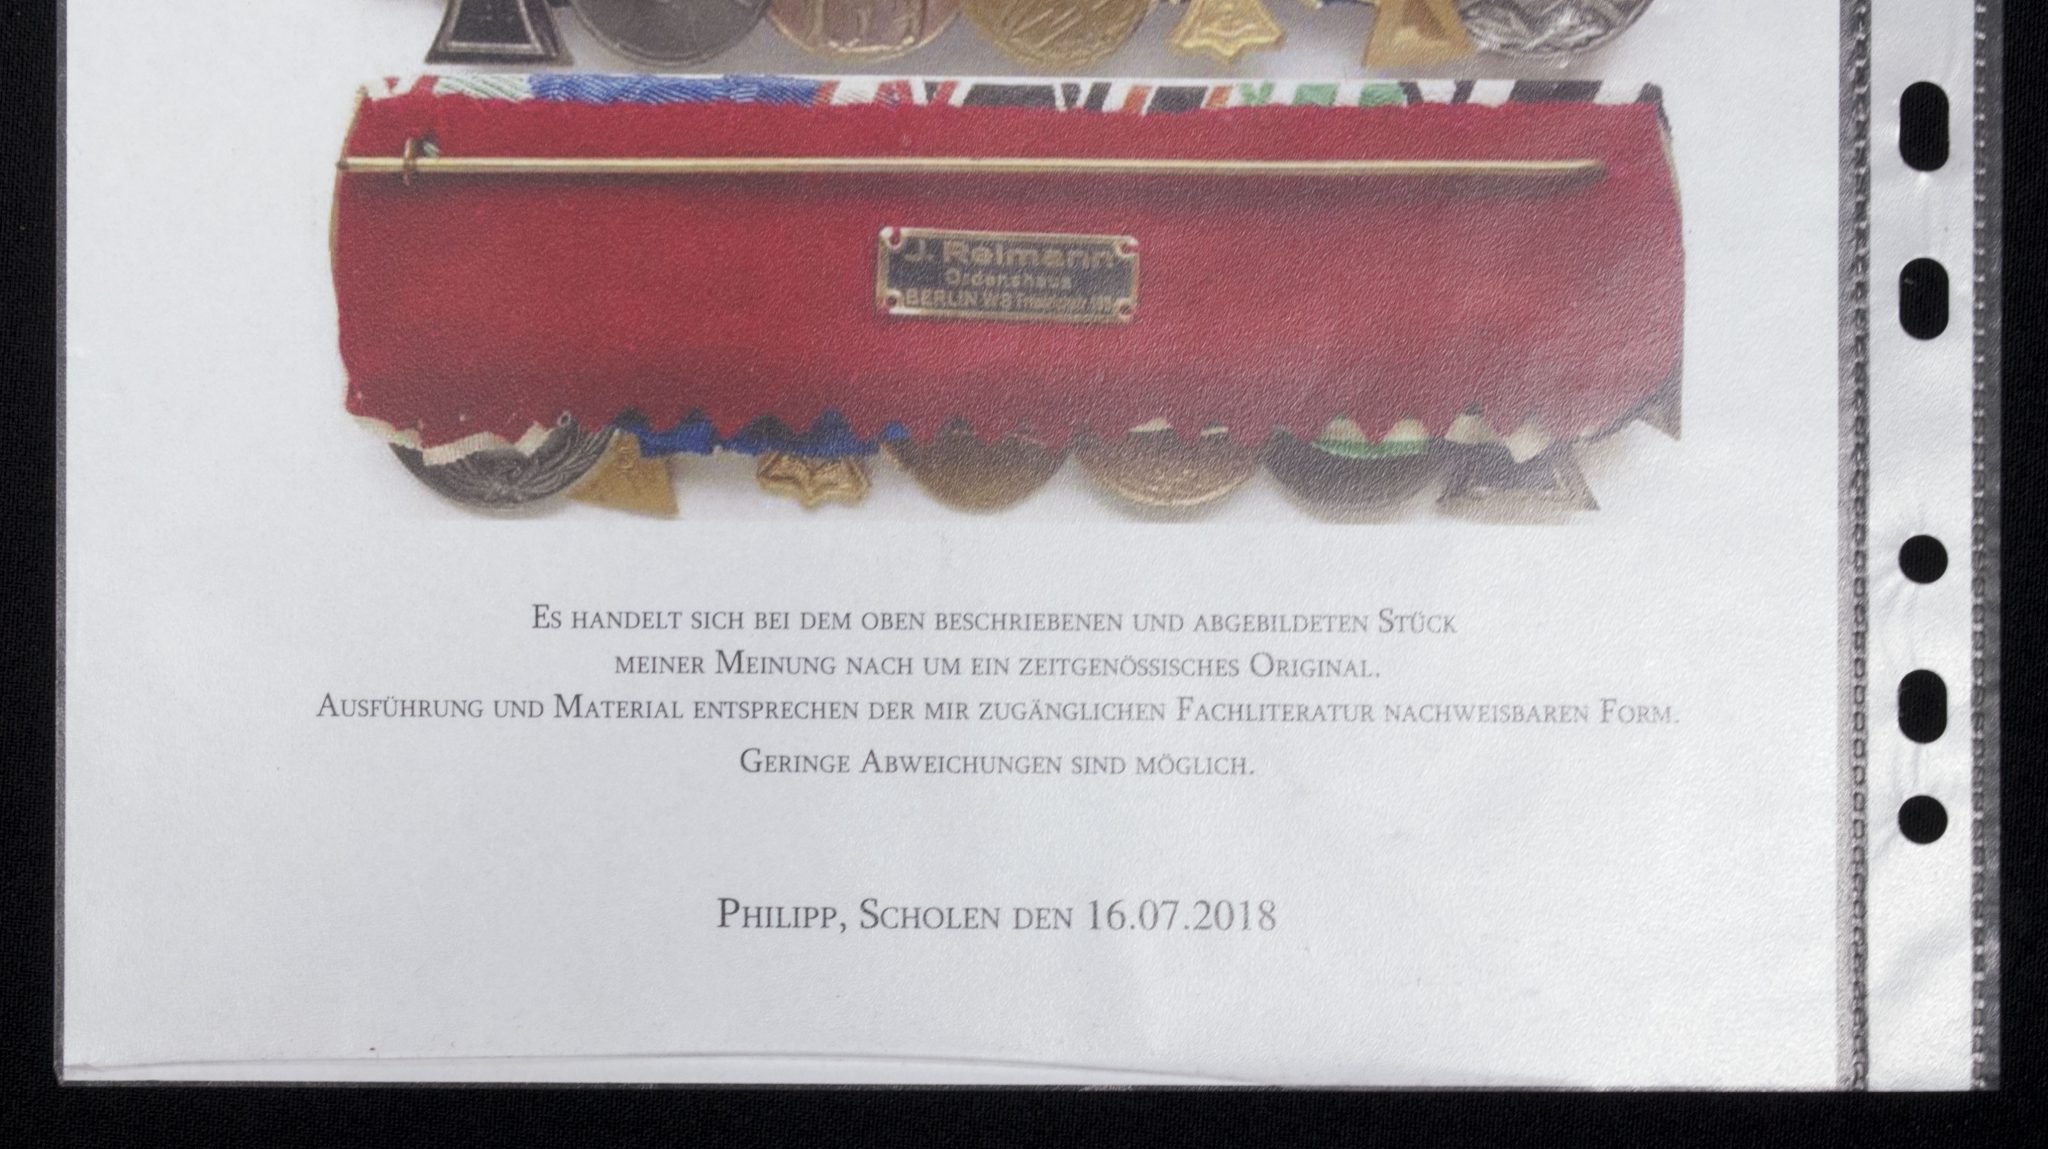 J. Reimann
Ordenshaus
BERLIN W8
Es handelt sich bei dem oben beschriebenen und abgebildeten Stück
meiner Meinung nach um ein zeitgenössisches Original.
Ausführung und Material entsprechen der mir zugänglichen Fachliteratur nachweisbaren Form.
Geringe Abweichungen sind möglich.
Philipp, Scholen den 16.07.2018